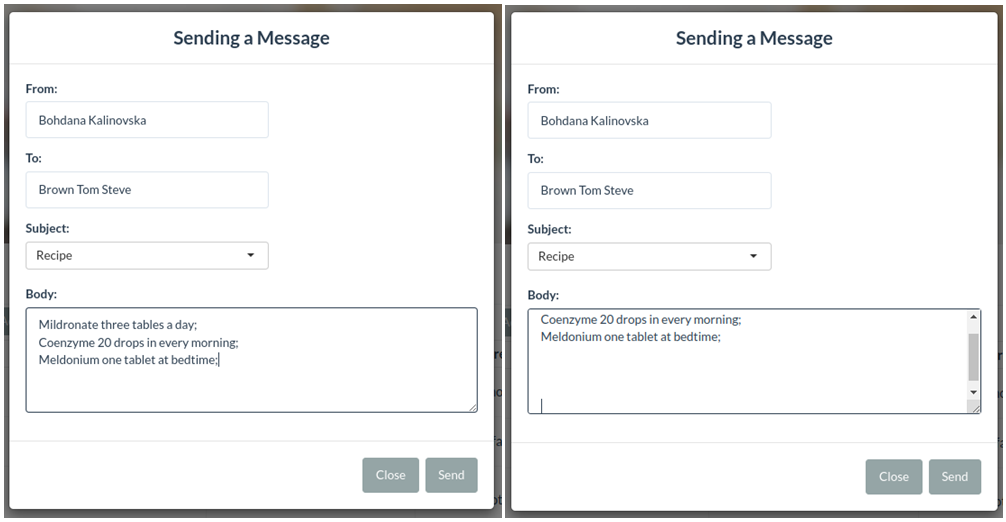 Sending a Message
From:
Bohdana Kalinovska
To:
Brown Tom Steve
Subject:
Recipe
Body:
Mildronate three tables a day;
Coenzyme 20 drops in every morning;
Meldonium one tablet at bedtime;
Close
Send
Sending a Message
From:
Bohdana Kalinovska
To:
Brown Tom Steve
Subject:
Recipe
Body:
Coenzyme 20 drops in every morning;
Meldonium one tablet at bedtime;
Close
Send